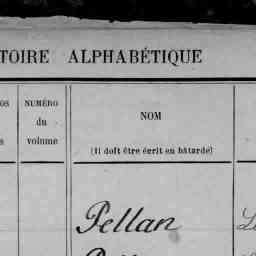 TOIRE ALPHABÉTIQUE
NUMÉRO
du
volume
NOM
(Il doit être écrit en bâtarde)
Pellan